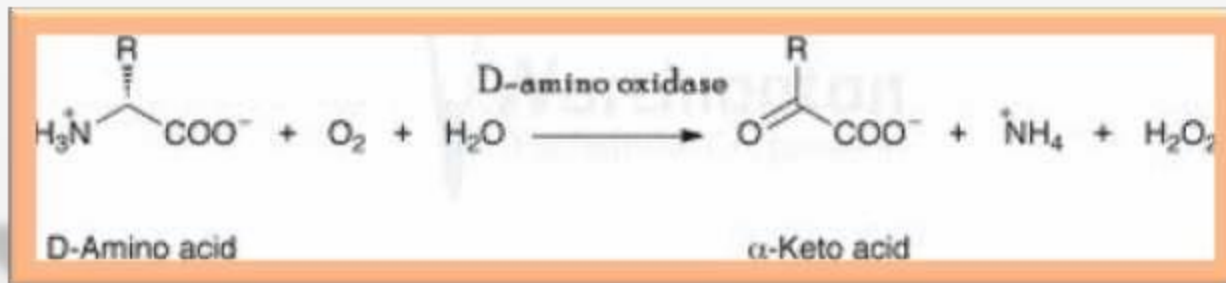 R D-amino oxidase R
H₃N⁺ COO⁻ + O₂ + H₂O → O COO⁻ + ⁺NH₄ + H₂O₂
D-Amino acid α-Keto acid